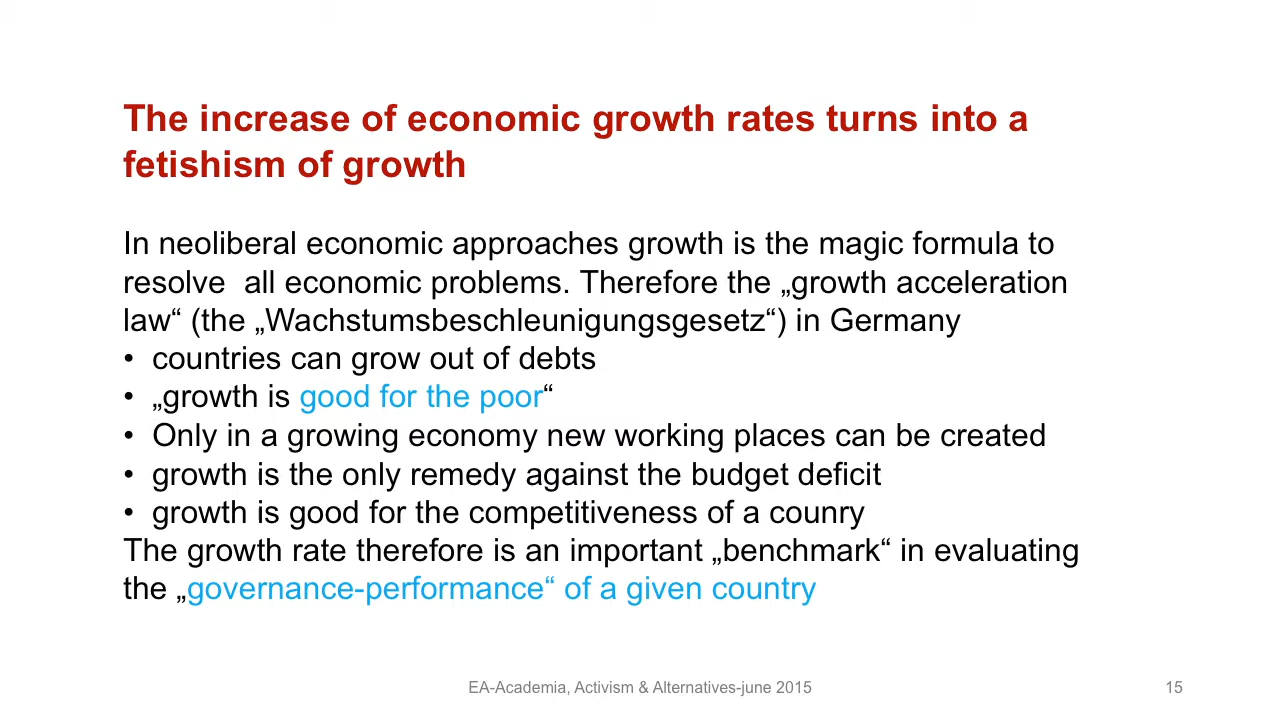 The increase of economic growth rates turns into a
fetishism of growth
In neoliberal economic approaches growth is the magic formula to
resolve  all economic problems. Therefore the „growth acceleration
law“ (the „Wachstumsbeschleunigungsgesetz“) in Germany
• countries can grow out of debts
• „growth is good for the poor“
• Only in a growing economy new working places can be created
• growth is the only remedy against the budget deficit
• growth is good for the competitiveness of a counry
The growth rate therefore is an important „benchmark“ in evaluating
the „governance-performance“ of a given country
EA-Academia, Activism & Alternatives-june 2015
15